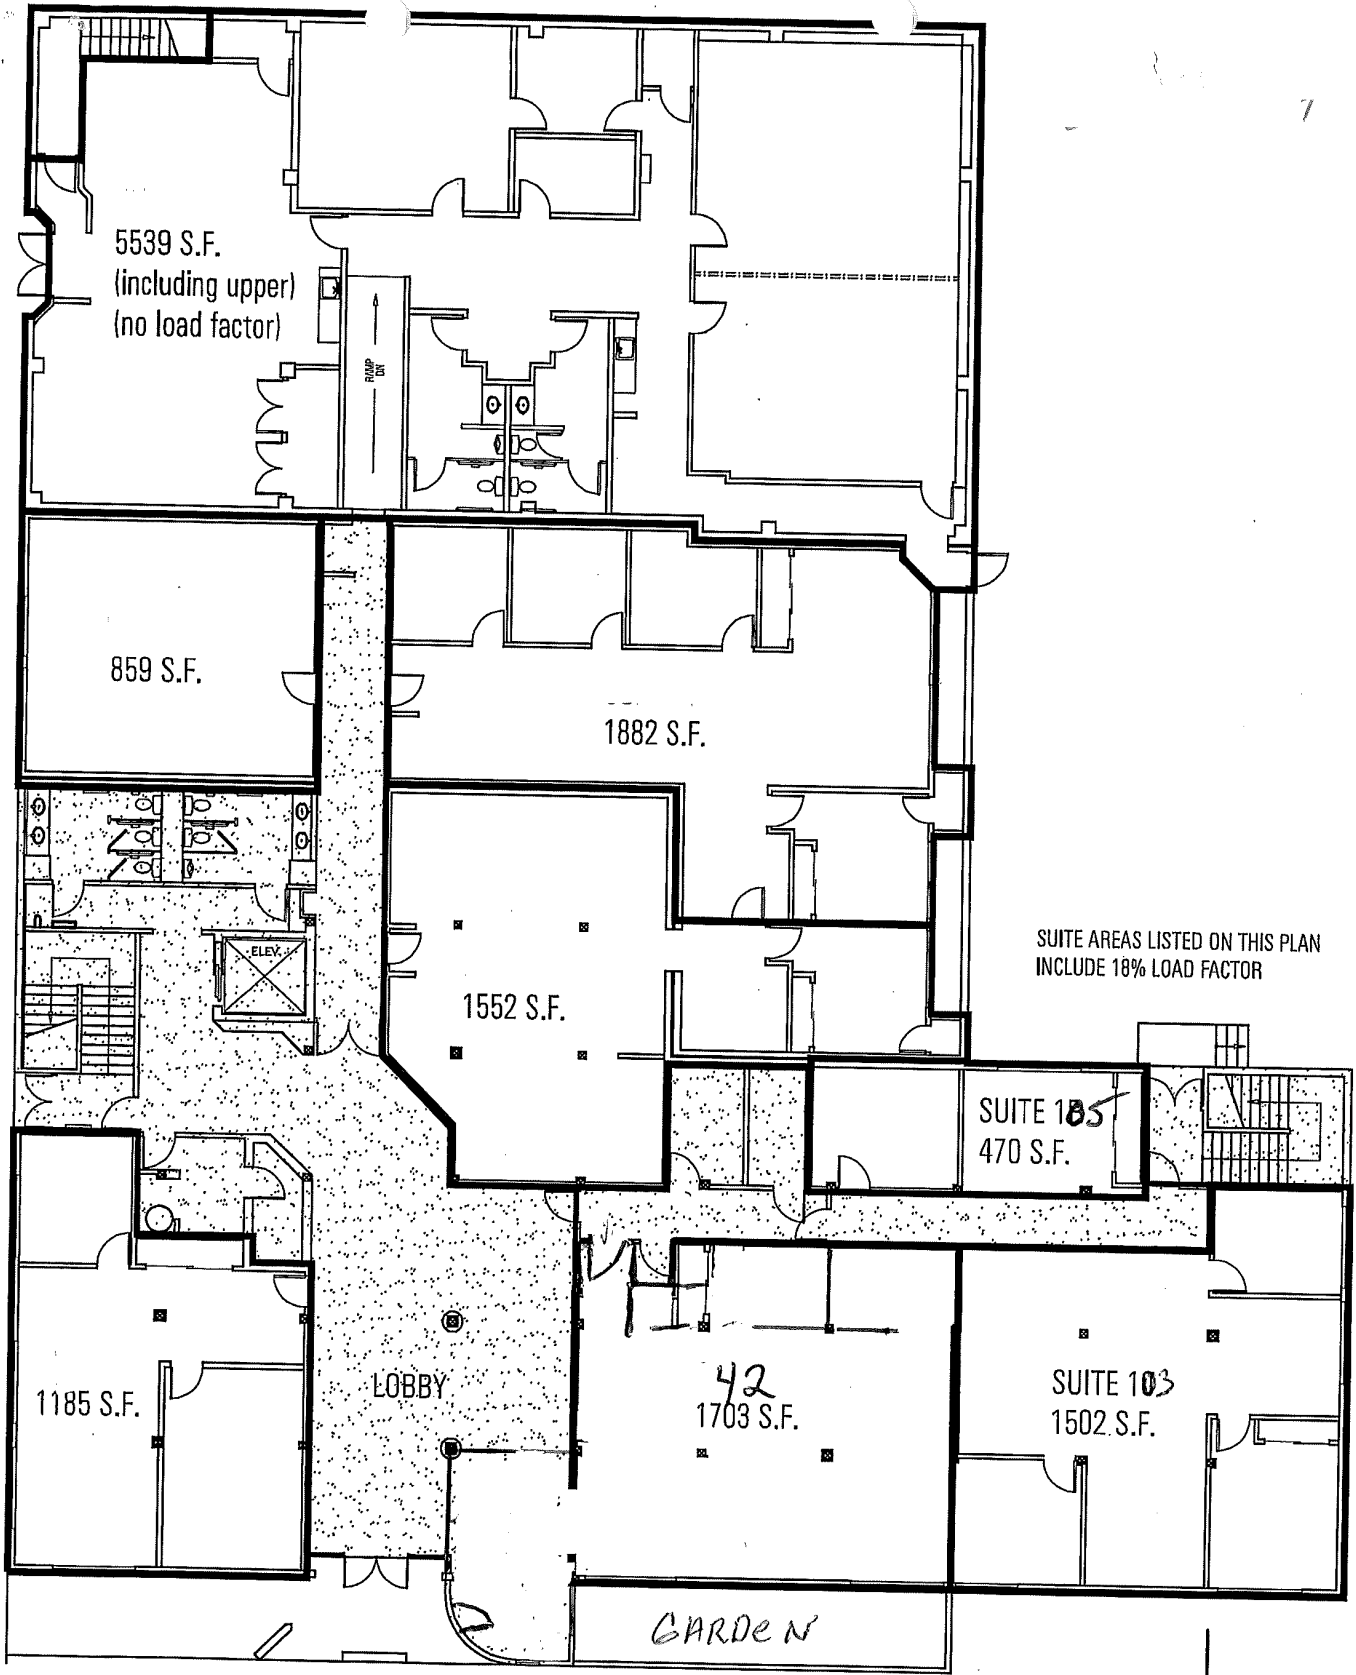 5539 S.F.
(including upper)
(no load factor)
RAMP
DN
859 S.F.
1882 S.F.
ELEV.
SUITE AREAS LISTED ON THIS PLAN
INCLUDE 18% LOAD FACTOR
1552 S.F.
SUITE 105
470 S.F.
LOBBY
1185 S.F.
42
1703 S.F.
SUITE 103
1502 S.F.
GARDeN